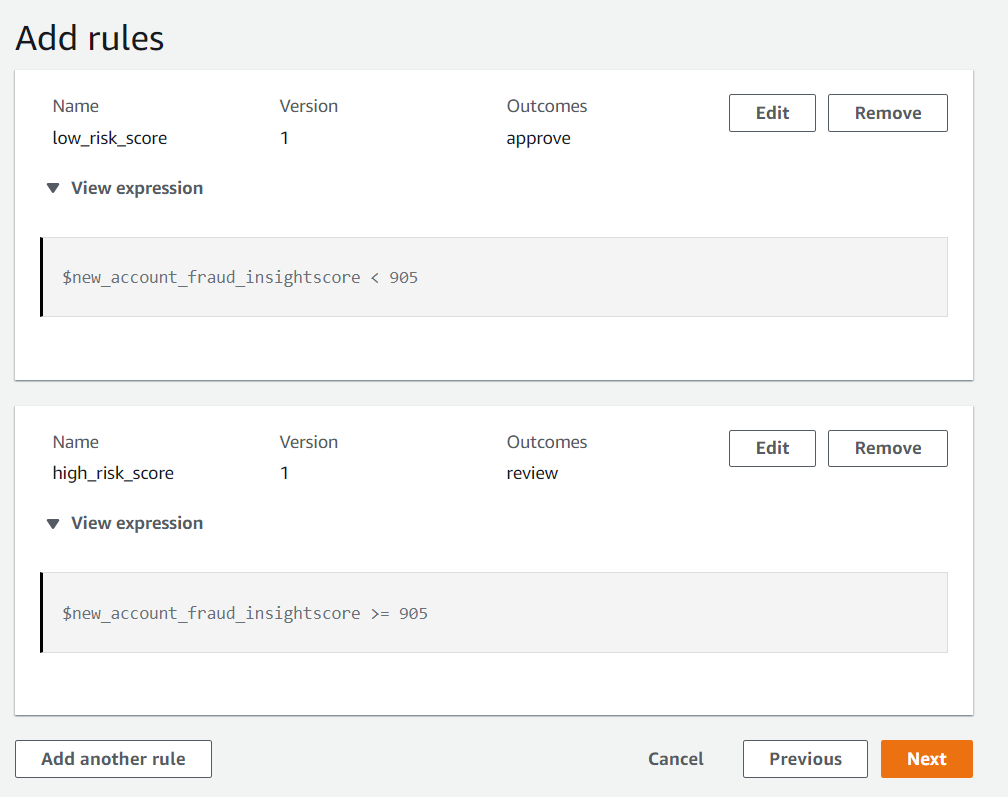 Add rules
Name Version Outcomes Edit Remove
low_risk_score 1 approve
View expression
$new_account_fraud_insightscore < 905
Name Version Outcomes Edit Remove
high_risk_score 1 review
View expression
$new_account_fraud_insightscore >= 905
Add another rule Cancel Previous Next